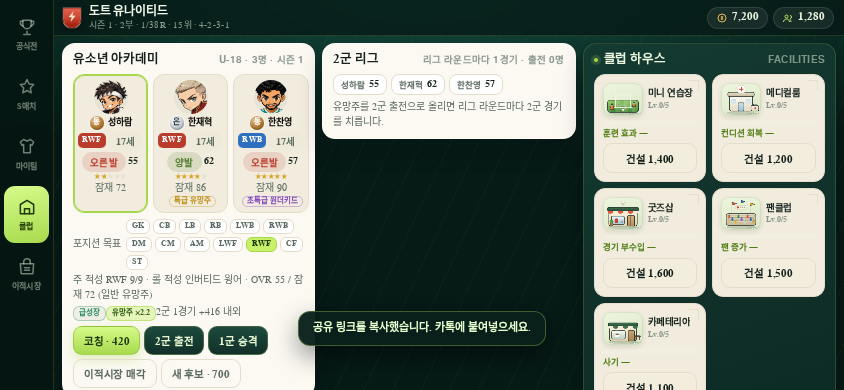 도트 유나이티드
시즌 1 · 2부 · 1/38R · 15위 · 4-2-3-1
7,200
1,280
공식전
S매치
마이팀
클럽
이적시장
유소년 아카데미
U-18 · 3명 · 시즌 1
동 성하람
RWF 17세
오른발 55
★★
잠재 72
은 한재혁
RWF 17세
양발 62
★★★★
잠재 86
특급 유망주
동 한찬영
RWB 17세
오른발 57
★★★★★
잠재 90
초특급 원더키드
포지션 목표
GK CB LB RB LWB RWB
DM CM AM LWF RWF CF
ST
주 적성 RWF 9/9 · 롤 적성 인버티드 윙어 · OVR 55 / 잠
재 72 (일반 유망주)
급성장 유망주 ×2.2 2군 1경기 +416 내외
코칭 · 420
2군 출전
1군 승격
이적시장 매각
새 후보 · 700
2군 리그
리그 라운드마다 1경기 · 출전 0명
성하람 55
한재혁 62
한찬영 57
유망주를 2군 출전으로 올리면 리그 라운드마다 2군 경기
를 치릅니다.
공유 링크를 복사했습니다. 카톡에 붙여넣으세요.
클럽 하우스
FACILITIES
미니 연습장
Lv.0/5
훈련 효과 —
건설 1,400
메디컬룸
Lv.0/5
컨디션 회복 —
건설 1,200
굿즈샵
Lv.0/5
경기 부수입 —
건설 1,600
팬클럽
Lv.0/5
팬 증가 —
건설 1,500
카페테리아
Lv.0/5
사기 —
건설 1,100